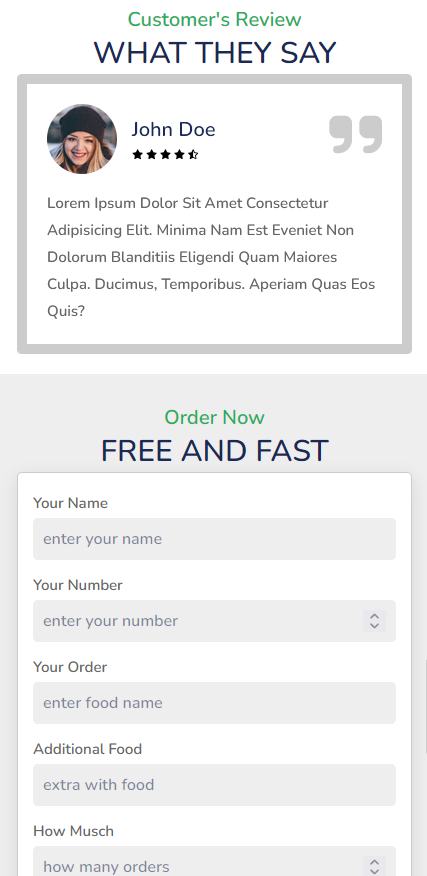 Customer's Review
WHAT THEY SAY
John Doe
Lorem Ipsum Dolor Sit Amet Consectetur
Adipisicing Elit. Minima Nam Est Eveniet Non
Dolorum Blanditiis Eligendi Quam Maiores
Culpa. Ducimus, Temporibus. Aperiam Quas Eos
Quis?
Order Now
FREE AND FAST
Your Name
enter your name
Your Number
enter your number
Your Order
enter food name
Additional Food
extra with food
How Musch
how many orders